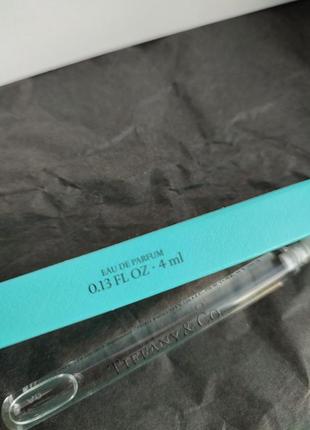 EAU DE PARFUM
0.13 FL OZ · 4 ml
TIFFANY & CO.